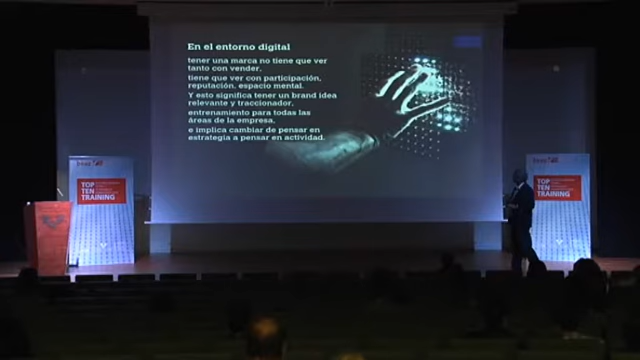 En el entorno digital
tener una marca no tiene que ver
tanto con vender,
tiene que ver con participación,
reputación, espacio mental.
Y esto significa tener un brand idea
relevante y traccionador,
entrenamiento para todas las
áreas de la empresa,
e implica cambiar de pensar en
estrategia a pensar en actividad.
TOP
TEN
TRAINING
TOP
TEN
TRAINING